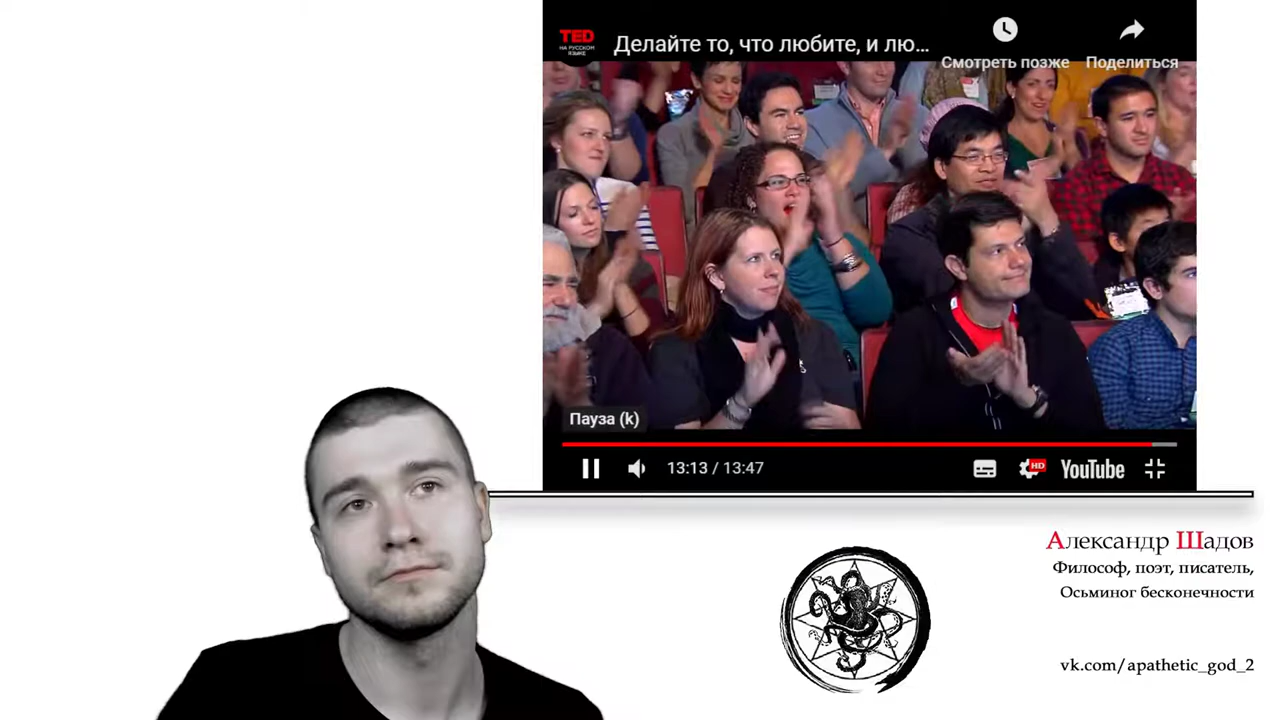 TED
НА РУССКОМ
ЯЗЫКЕ
Делайте то, что любите, и лю...
Смотреть позже
Поделиться
Пауза (k)
13:13 / 13:47
HD
YouTube
Александр Шадов
Философ, поэт, писатель,
Осьминог бесконечности
vk.com/apathetic_god_2